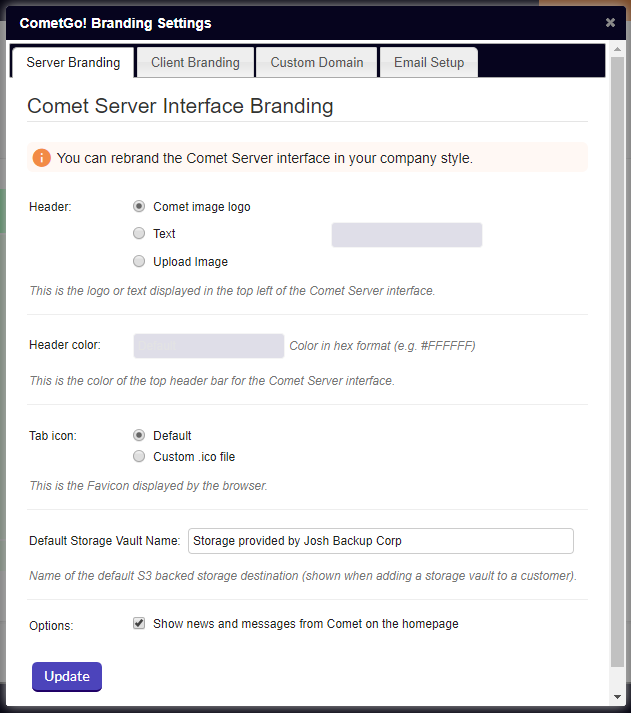 CometGo! Branding Settings
Server Branding Client Branding Custom Domain Email Setup
Comet Server Interface Branding
You can rebrand the Comet Server interface in your company style.
Header: Comet image logo
Text
Upload Image
This is the logo or text displayed in the top left of the Comet Server interface.
Header color: Color in hex format (e.g. #FFFFFF)
This is the color of the top header bar for the Comet Server interface.
Tab icon: Default
Custom .ico file
This is the Favicon displayed by the browser.
Default Storage Vault Name: Storage provided by Josh Backup Corp
Name of the default S3 backed storage destination (shown when adding a storage vault to a customer).
Options: Show news and messages from Comet on the homepage
Update